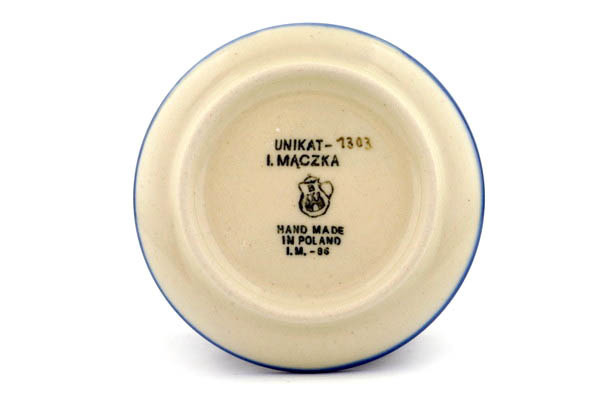 UNIKAT-1303
I. MĄCZKA
HAND MADE
IN POLAND
I.M.-86